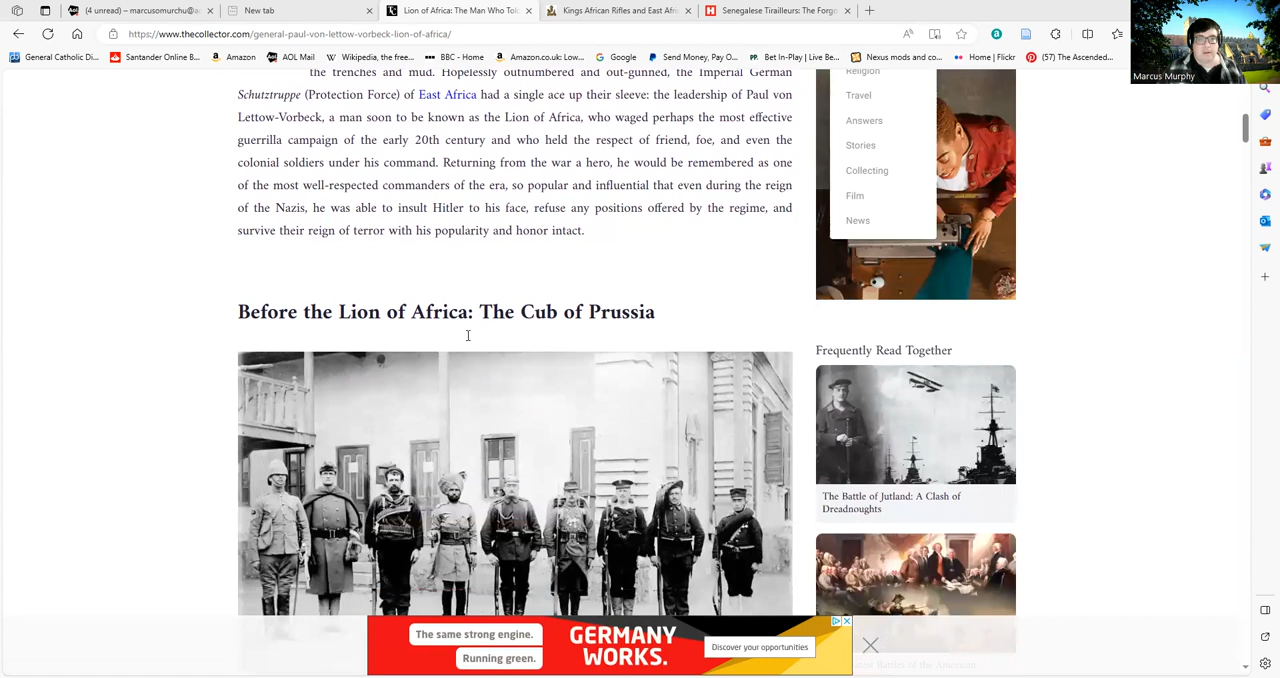 (4 unread) – marcusomurchu@a
New tab
Lion of Africa: The Man Who Tol
Kings African Rifles and East Afri
Senegalese Tirailleurs: The Forgo
https://www.thecollector.com/general-paul-von-lettow-vorbeck-lion-of-africa/
General Catholic Di...
Santander Online B...
Amazon
AOL Mail
Wikipedia, the free...
BBC - Home
Amazon.co.uk: Low...
Google
Send Money, Pay O...
Bet In-Play | Live Be...
Nexus mods and co...
Home | Flickr
(57) The Ascended...
Marcus Murphy
the trenches and mud. Hopelessly outnumbered and out-gunned, the Imperial German
Schutztruppe (Protection Force) of East Africa had a single ace up their sleeve: the leadership of Paul von
Lettow-Vorbeck, a man soon to be known as the Lion of Africa, who waged perhaps the most effective
guerrilla campaign of the early 20th century and who held the respect of friend, foe, and even the
colonial soldiers under his command. Returning from the war a hero, he would be remembered as one
of the most well-respected commanders of the era, so popular and influential that even during the reign
of the Nazis, he was able to insult Hitler to his face, refuse any positions offered by the regime, and
survive their reign of terror with his popularity and honor intact.
Before the Lion of Africa: The Cub of Prussia
Religion
Travel
Answers
Stories
Collecting
Film
News
Frequently Read Together
The Battle of Jutland: A Clash of
Dreadnoughts
Battles of the American
The same strong engine.
Running green.
GERMANY
WORKS.
Discover your opportunities